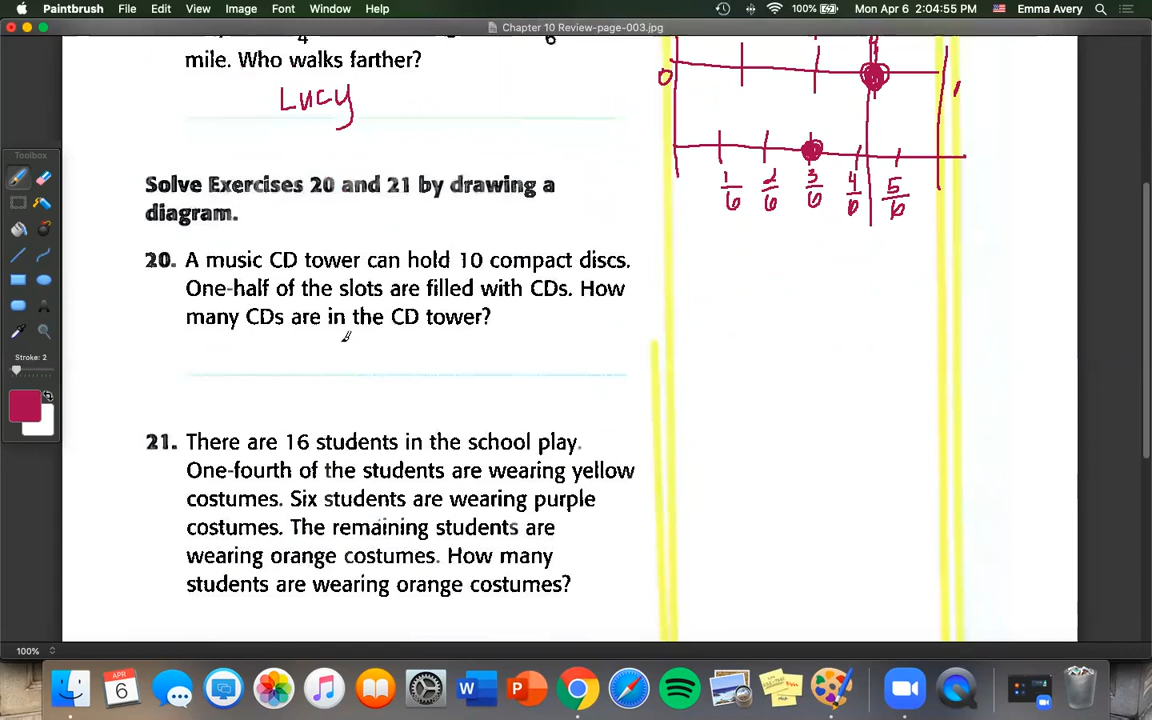 Paintbrush File Edit View Image Font Window Help 100% Mon Apr 6 2:04:55 PM Emma Avery
Chapter 10 Review-page-003.jpg
4 6
mile. Who walks farther?
Lucy
0
1/6 2/6 3/6 4/6 5/6
Solve Exercises 20 and 21 by drawing a
diagram.
20. A music CD tower can hold 10 compact discs.
One-half of the slots are filled with CDs. How
many CDs are in the CD tower?
21. There are 16 students in the school play.
One-fourth of the students are wearing yellow
costumes. Six students are wearing purple
costumes. The remaining students are
wearing orange costumes. How many
students are wearing orange costumes?
Toolbox
Stroke: 2
100%
APR
6
W
P